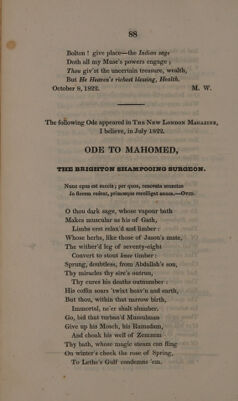 88
Bolton! give place—the Indian sage
Doth all my Muse's powers engage;
Thou giv'st the uncertain treasure, wealth,
But He Heaven's richest blessing, Health.
October 8, 1822. M. W.
The following Ode appeared in The New London Magazine,
I believe, in July 1822.
ODE TO MAHOMED,
THE BRIGHTON SHAMPOOING SURGEON.
Nunc opus est succis; per quos, renovata senectus
In florem redeat, primosque recolligat annos.—Ovid.
O thou dark sage, whose vapour bath
Makes muscular as his of Gath,
Limbs erst relax'd and limber:
Whose herbs, like those of Jason's mate,
The wither'd leg of seventy-eight
Convert to stout knee timber:
Sprung, doubtless, from Abdallah's son,
Thy miracles thy sire's outrun,
Thy cures his deaths outnumber:
His coffin soars 'twixt heav'n and earth,
But thou, within that narrow birth,
Immortal, ne'er shalt slumber.
Go, bid that turban'd Mussulman
Give up his Mosch, his Ramadan,
And choak his well of Zemzem
Thy bath, whose magic steam can fling
On winter's cheek the rose of Spring,
To Lethe's Gulf condemns 'em.